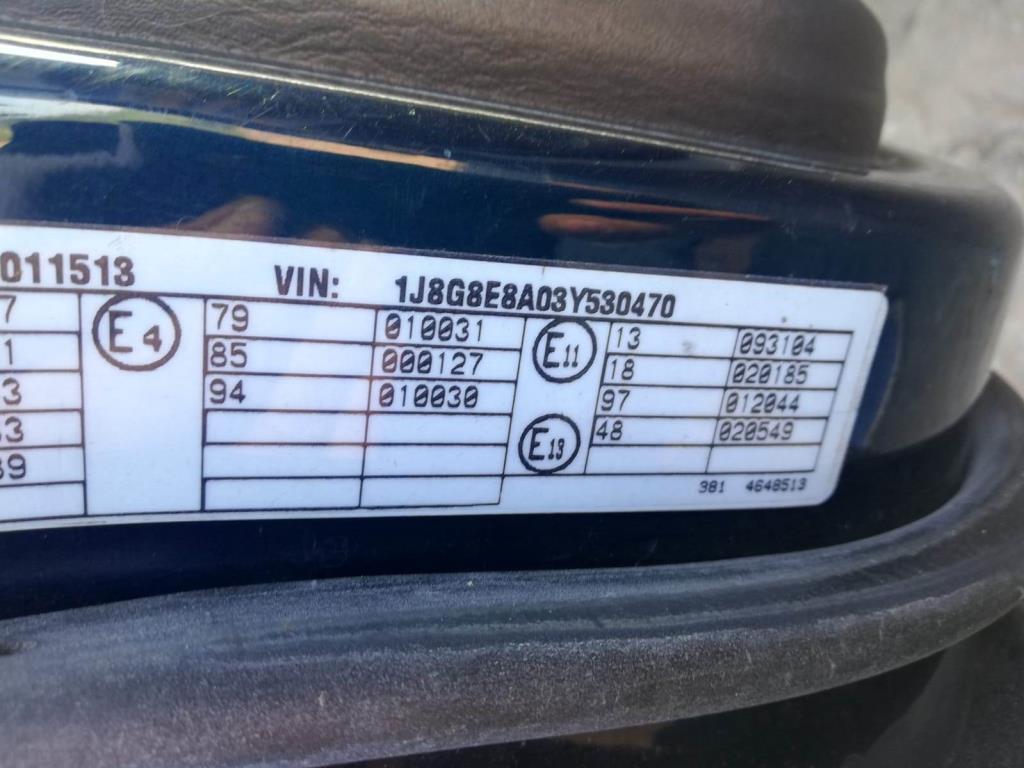 011513 VIN: 1J8G8E8A03Y530470
7 E4 79 010031 E11 13 093104
1 85 000127 18 020185
3 94 010030 97 012044
33 E13 48 020549
39
381 4648513